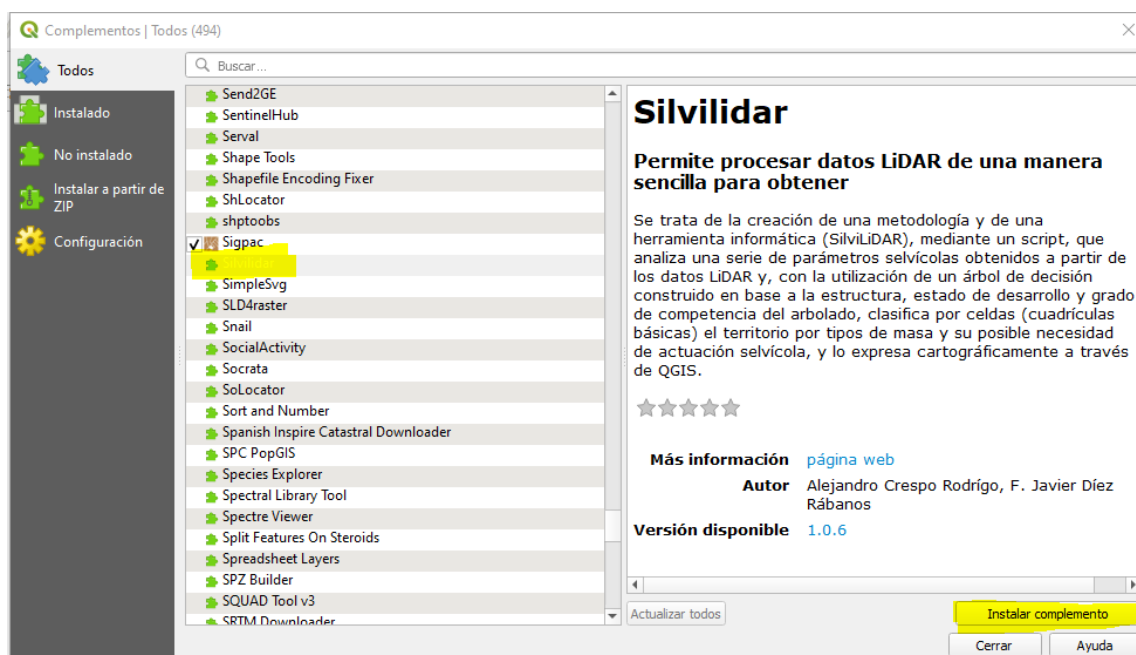 Complementos | Todos (494)
Todos
Instalado
No instalado
Instalar a partir de
ZIP
Configuración
Buscar...
Send2GE
SentinelHub
Serval
Shape Tools
Shapefile Encoding Fixer
ShLocator
shptoobs
Sigpac
Silvilidar
SimpleSvg
SLD4raster
Snail
SocialActivity
Socrata
SoLocator
Sort and Number
Spanish Inspire Catastral Downloader
SPC PopGIS
Species Explorer
Spectral Library Tool
Spectre Viewer
Split Features On Steroids
Spreadsheet Layers
SPZ Builder
SQUAD Tool v3
SRTM Downloader
Silvilidar
Permite procesar datos LiDAR de una manera
sencilla para obtener
Se trata de la creación de una metodología y de una
herramienta informática (SilviLiDAR), mediante un script, que
analiza una serie de parámetros selvícolas obtenidos a partir de
los datos LiDAR y, con la utilización de un árbol de decisión
construido en base a la estructura, estado de desarrollo y grado
de competencia del arbolado, clasifica por celdas (cuadrículas
básicas) el territorio por tipos de masa y su posible necesidad
de actuación selvícola, y lo expresa cartográficamente a través
de QGIS.
Más información página web
Autor Alejandro Crespo Rodrígo, F. Javier Díez
Rábanos
Versión disponible 1.0.6
Actualizar todos
Instalar complemento
Cerrar
Ayuda